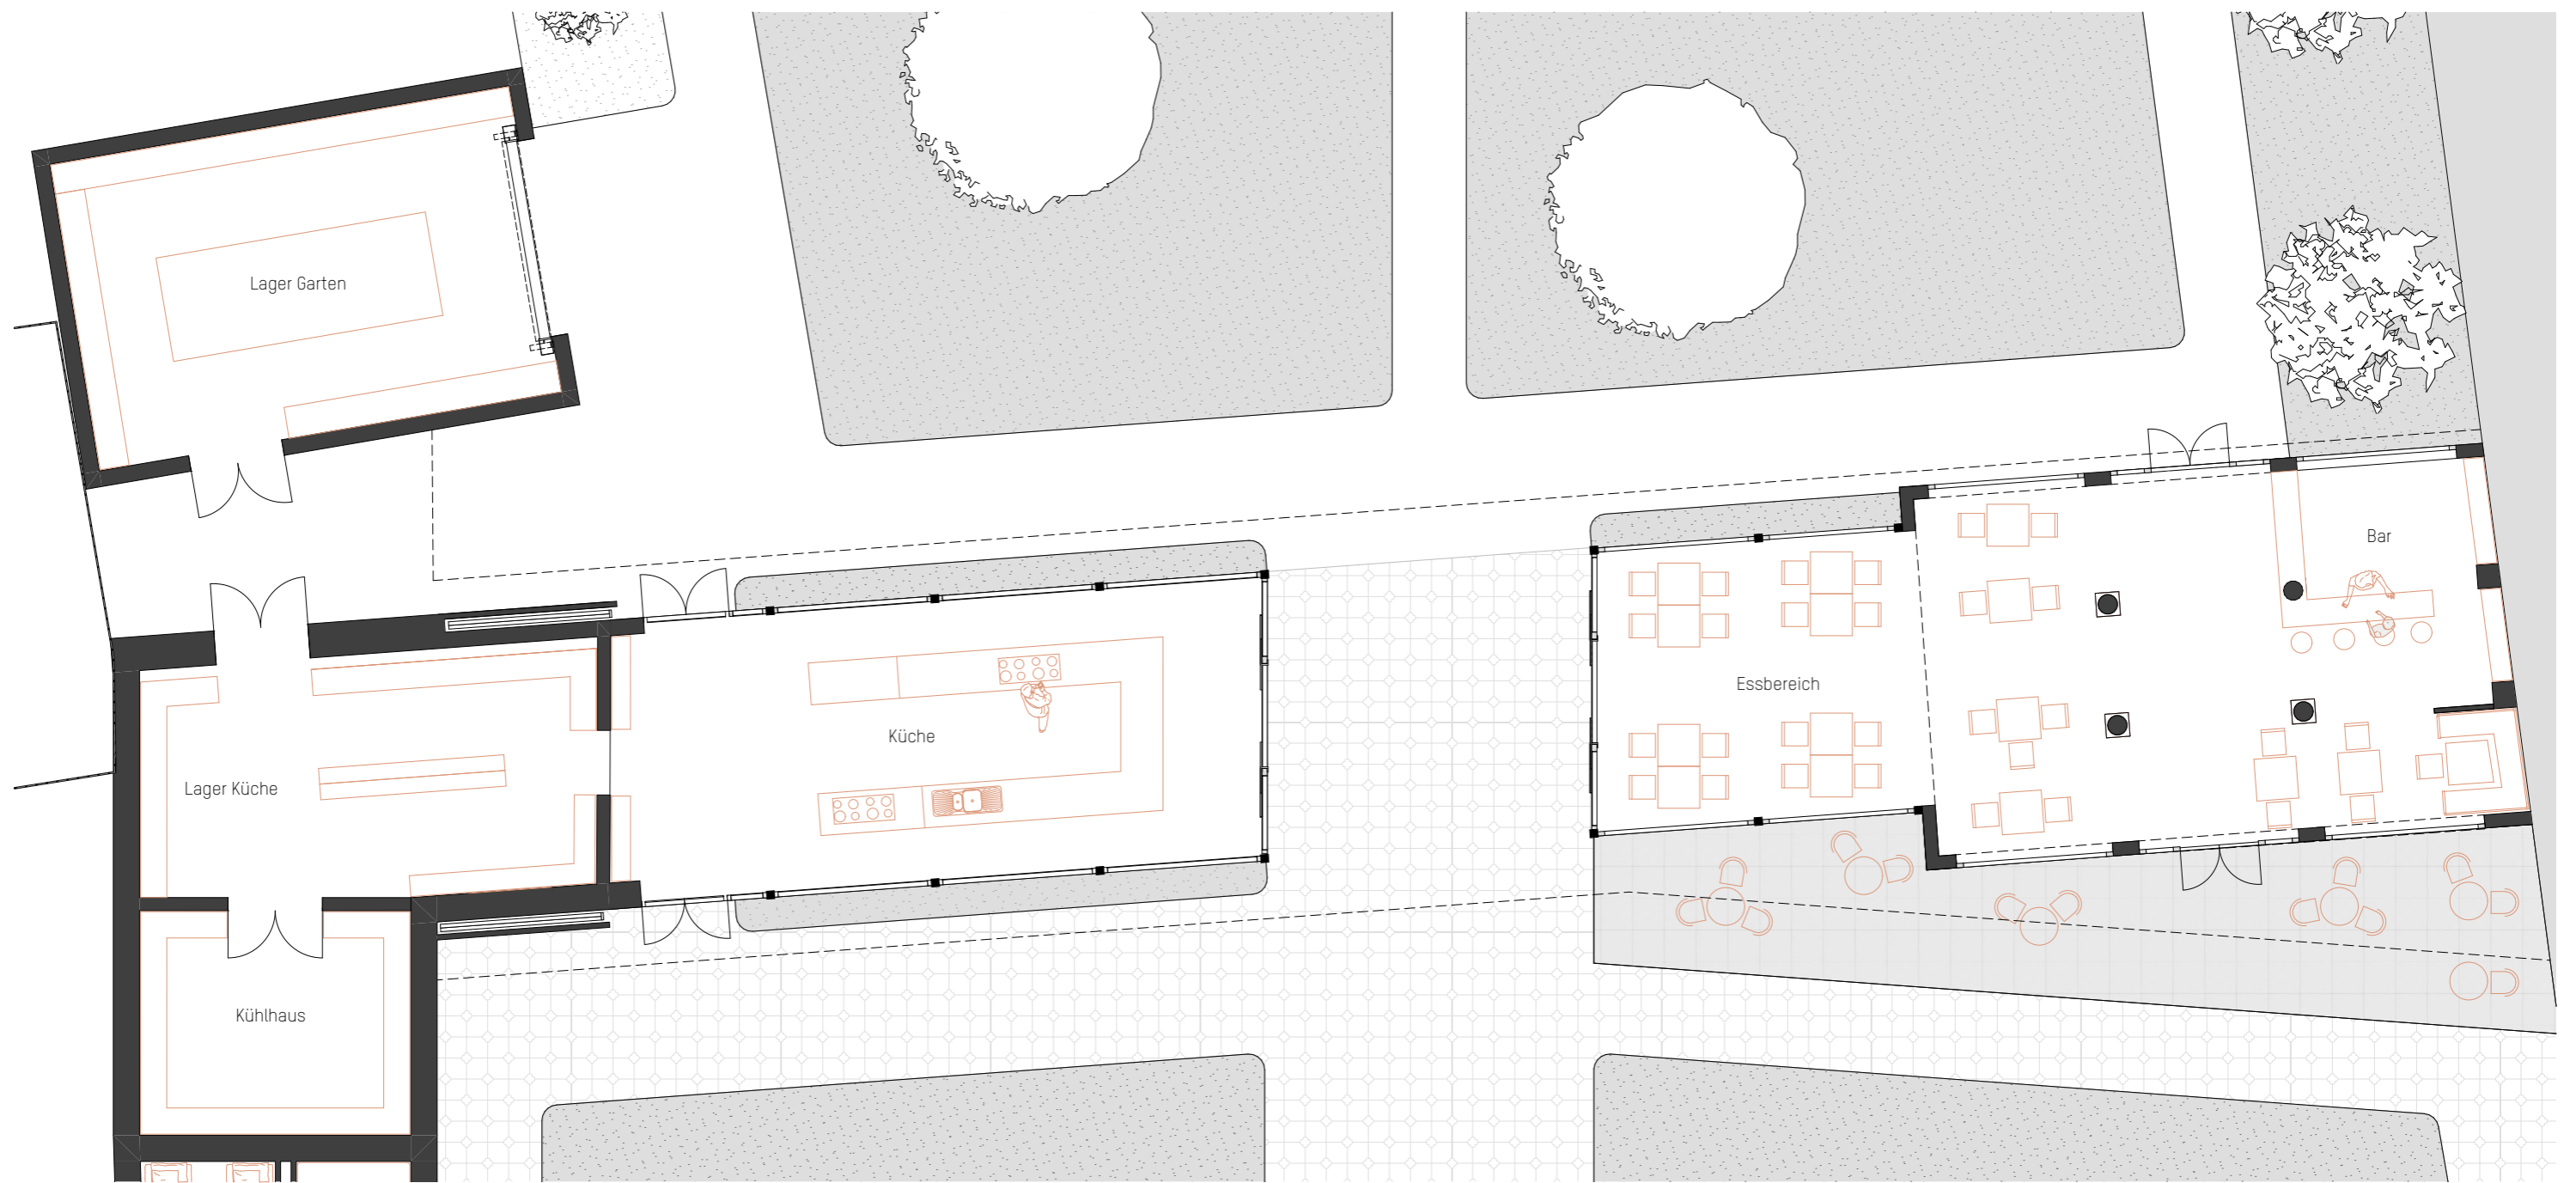 Lager Garten
Bar
Essbereich
Küche
Lager Küche
Kühlhaus